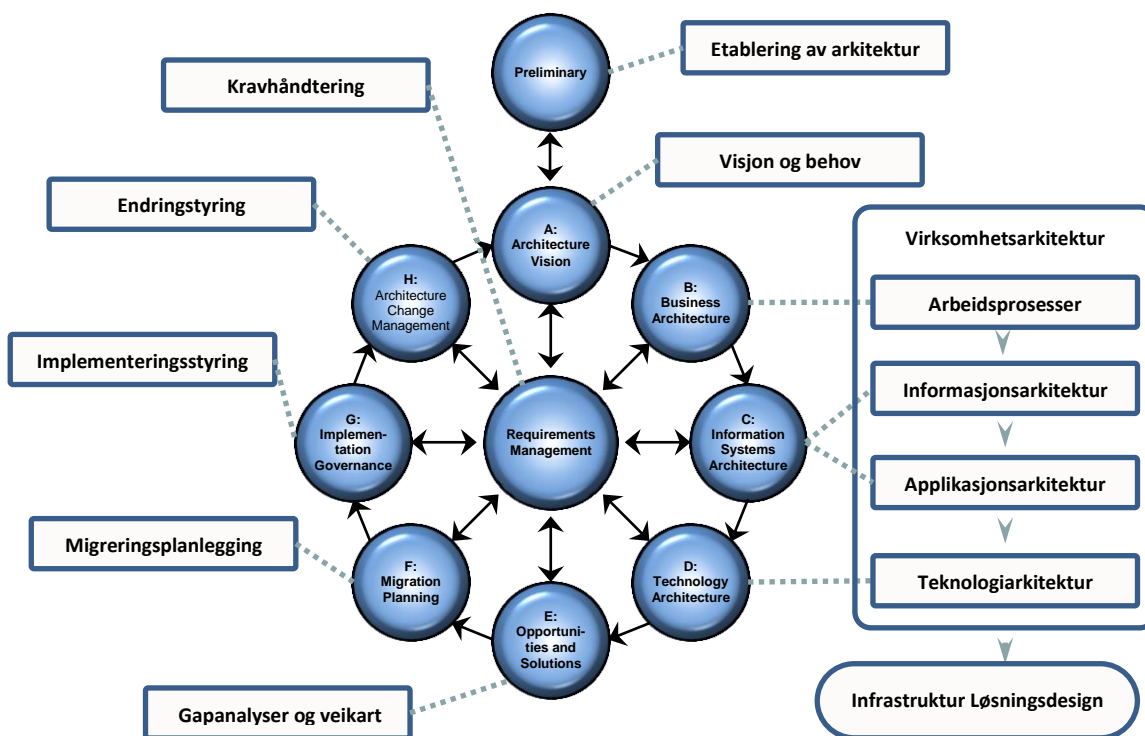 Preliminary
Etablering av arkitektur
Kravhåndtering
Visjon og behov
Endringstyring
A:
Architecture
Vision
Virksomhetsarkitektur
H:
Architecture
Change
Management
B:
Business
Architecture
Arbeidsprosesser
Implementeringsstyring
Informasjonsarkitektur
G:
Implemen-
tation
Governance
Requirements
Management
C:
Information
Systems
Architecture
Applikasjonsarkitektur
Migreringsplanlegging
F:
Migration
Planning
D:
Technology
Architecture
Teknologiarkitektur
E:
Opportuni-
ties and
Solutions
Gapanalyser og veikart
Infrastruktur Løsningsdesign